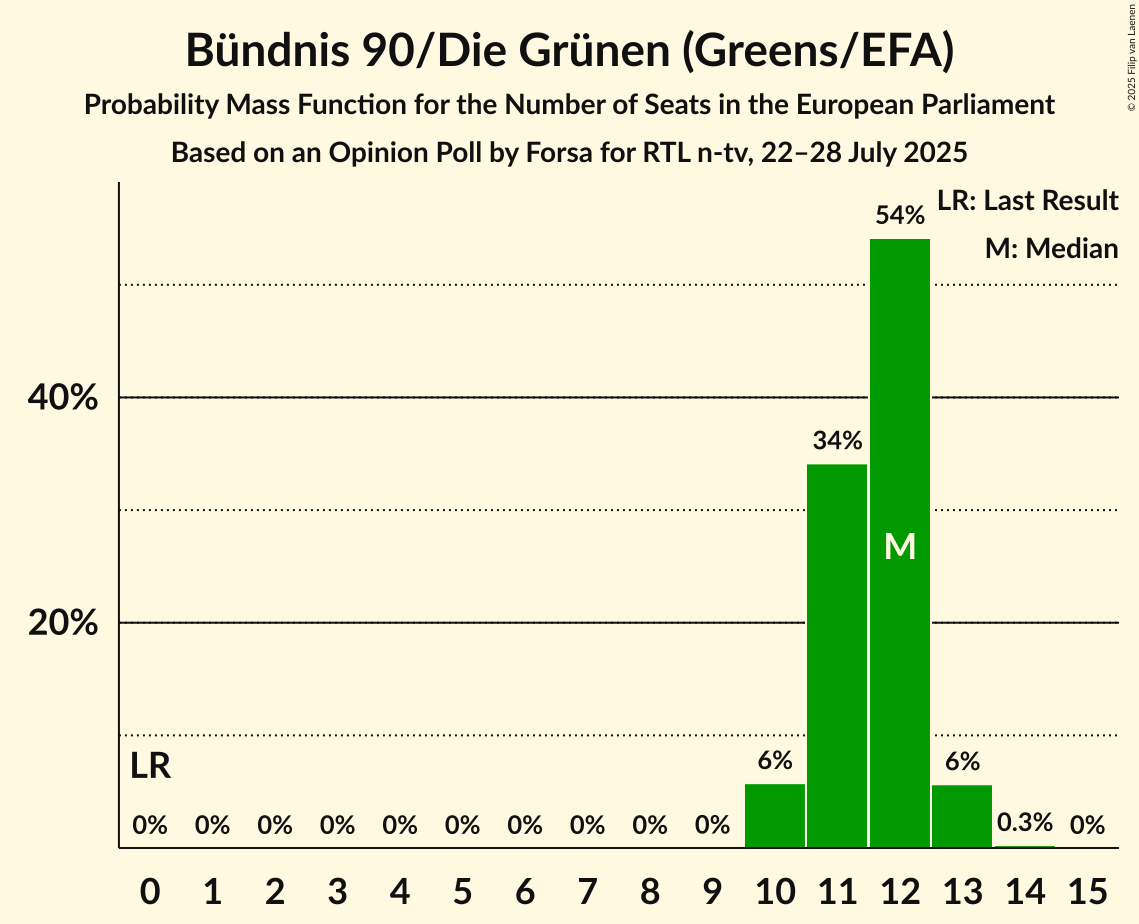 Bündnis 90/Die Grünen (Greens/EFA)
Probability Mass Function for the Number of Seats in the European Parliament
Based on an Opinion Poll by Forsa for RTL n-tv, 22–28 July 2025
© 2025 Filip van Laenen
LR: Last Result
M: Median
54%
40%
34%
M
20%
LR
6%
6%
0% 0% 0% 0% 0% 0% 0% 0% 0% 0% 0.3% 0%
0 1 2 3 4 5 6 7 8 9 10 11 12 13 14 15